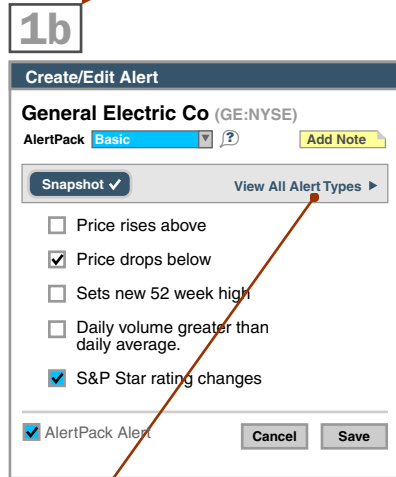 1b
Create/Edit Alert
General Electric Co (GE:NYSE)
AlertPack Basic ? Add Note
Snapshot ✓ View All Alert Types ▶
Price rises above
Price drops below
Sets new 52 week high
Daily volume greater than
daily average.
S&P Star rating changes
AlertPack Alert Cancel Save